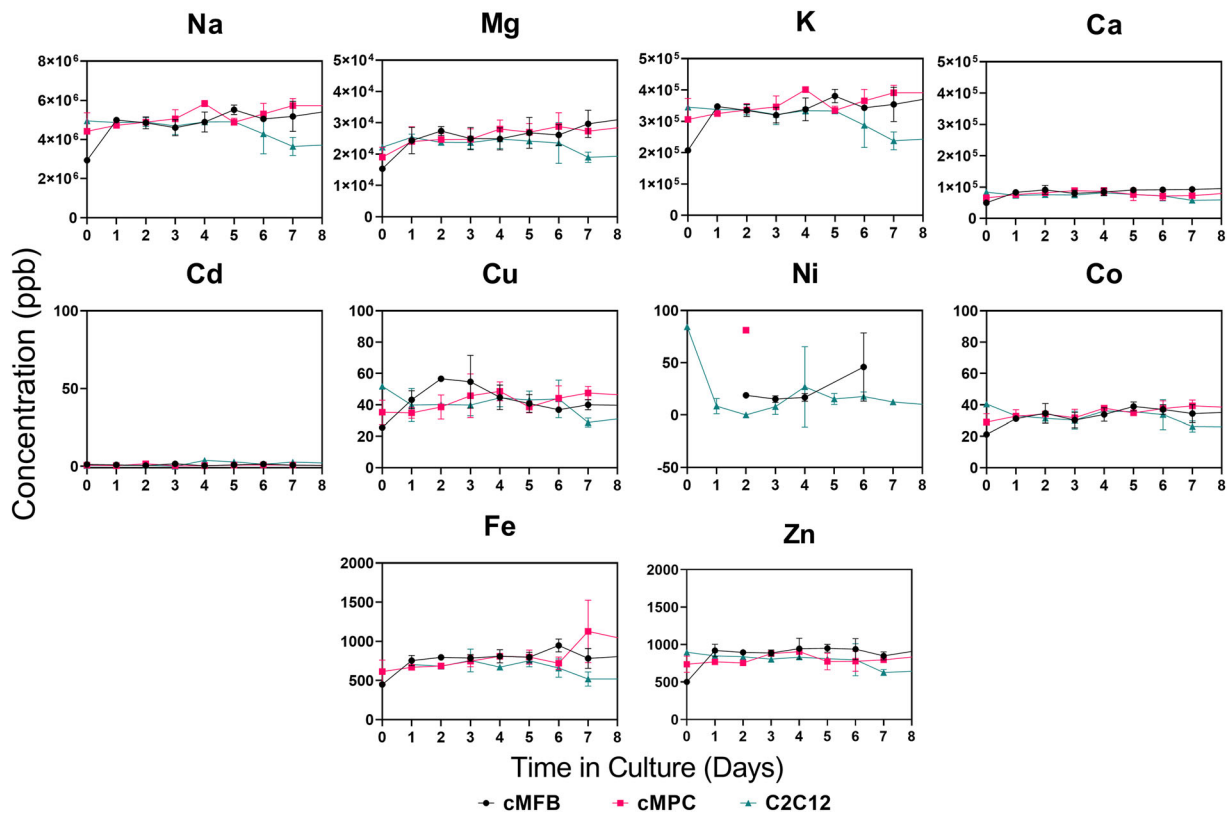 Na
Mg
K
Ca
8×10⁶
6×10⁶
4×10⁶
2×10⁶
0
0 1 2 3 4 5 6 7 8
5×10⁴
4×10⁴
3×10⁴
2×10⁴
1×10⁴
0
0 1 2 3 4 5 6 7 8
5×10⁵
4×10⁵
3×10⁵
2×10⁵
1×10⁵
0
0 1 2 3 4 5 6 7 8
5×10⁵
4×10⁵
3×10⁵
2×10⁵
1×10⁵
0
0 1 2 3 4 5 6 7 8
Concentration (ppb)
Cd
Cu
Ni
Co
100
50
0
0 1 2 3 4 5 6 7 8
100
80
60
40
20
0
0 1 2 3 4 5 6 7 8
100
50
0
-50
0 1 2 3 4 5 6 7 8
100
80
60
40
20
0
0 1 2 3 4 5 6 7 8
Fe
Zn
2000
1500
1000
500
0
0 1 2 3 4 5 6 7 8
2000
1500
1000
500
0
0 1 2 3 4 5 6 7 8
Time in Culture (Days)
cMFB cMPC C2C12